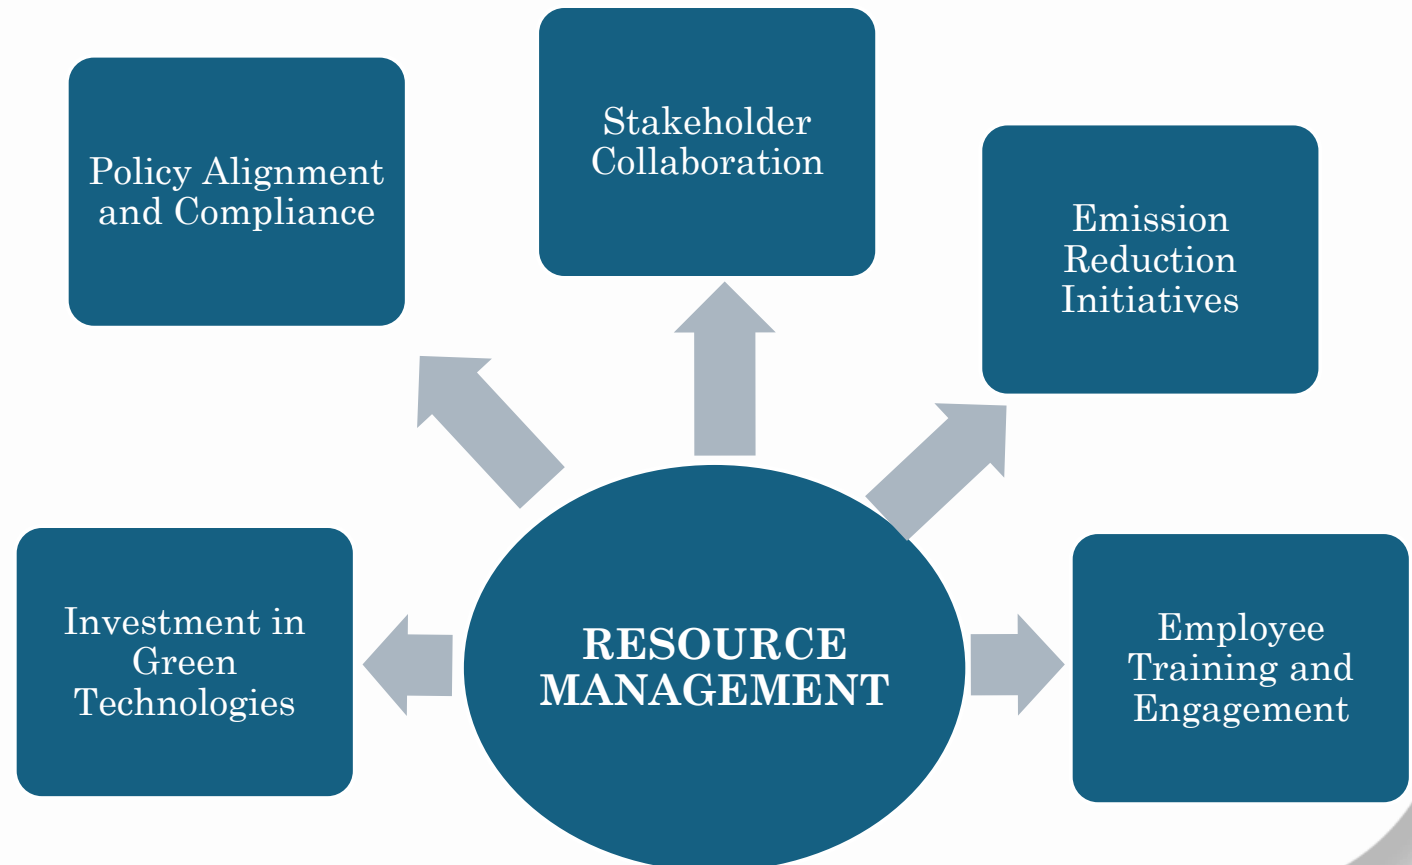 Stakeholder
Collaboration
Policy Alignment
and Compliance
Emission
Reduction
Initiatives
Investment in
Green
Technologies
RESOURCE
MANAGEMENT
Employee
Training and
Engagement